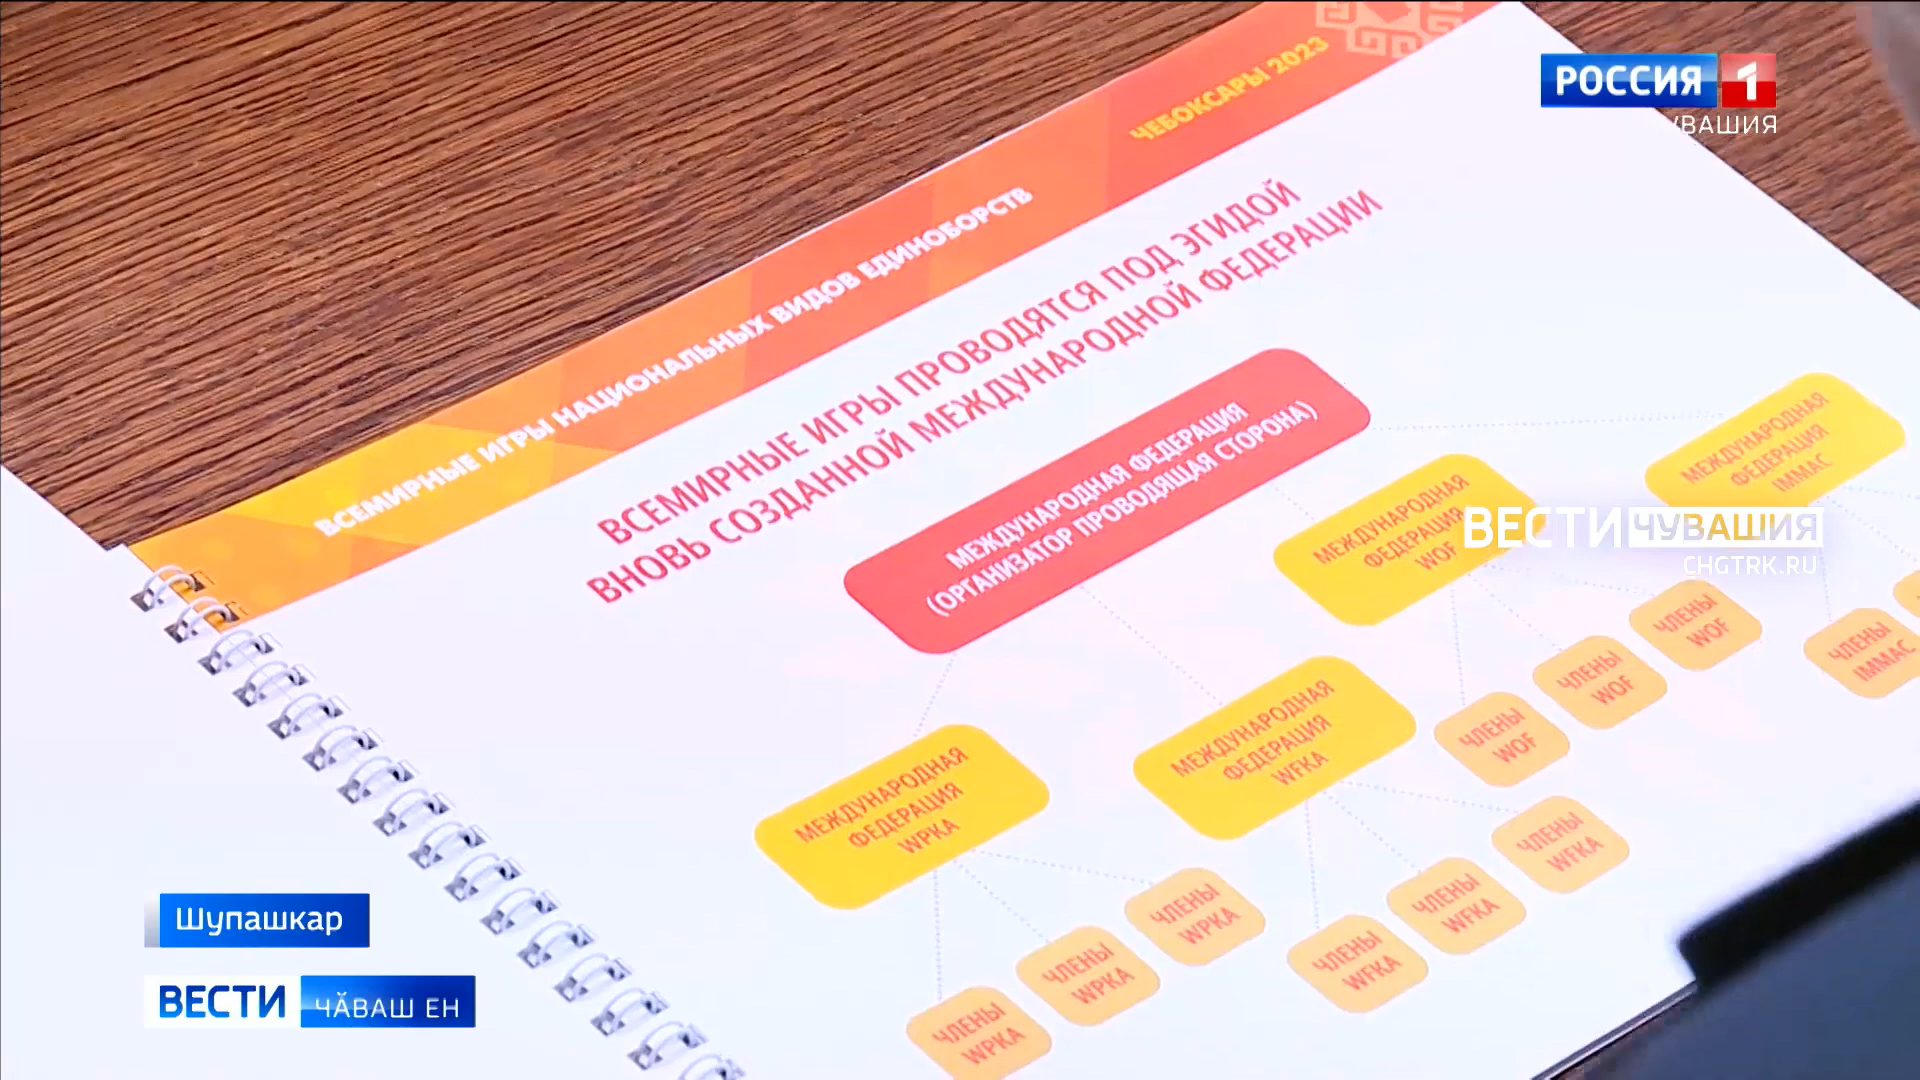 РОССИЯ 1
УВАШИЯ
ЧЕБОКСАРЫ 2023
ВСЕМИРНЫЕ ИГРЫ НАЦИОНАЛЬНЫХ ВИДОВ ЕДИНОБОРСТВ
ВСЕМИРНЫЕ ИГРЫ ПРОВОДЯТСЯ ПОД ЭГИДОЙ
ВНОВЬ СОЗДАННОЙ МЕЖДУНАРОДНОЙ ФЕДЕРАЦИИ
МЕЖДУНАРОДНАЯ ФЕДЕРАЦИЯ
(ОРГАНИЗАТОР ПРОВОДЯЩАЯ СТОРОНА)
МЕЖДУНАРОДНАЯ
ФЕДЕРАЦИЯ
IMMAC
МЕЖДУНАРОДНАЯ
ФЕДЕРАЦИЯ
WOF
ВЕСТИ ЧУВАШИЯ
CHGTRK.RU
МЕЖДУНАРОДНАЯ
ФЕДЕРАЦИЯ
WFKA
МЕЖДУНАРОДНАЯ
ФЕДЕРАЦИЯ
WPKA
ЧЛЕНЫ
WOF
ЧЛЕНЫ
WOF
ЧЛЕНЫ
WOF
ЧЛЕНЫ
IMMAC
ЧЛЕНЫ
WFKA
ЧЛЕНЫ
WFKA
ЧЛЕНЫ
WFKA
ЧЛЕНЫ
WPKA
ЧЛЕНЫ
WPKA
ЧЛЕНЫ
WPKA
Шупашкар
ВЕСТИ ЧӐВАШ ЕН